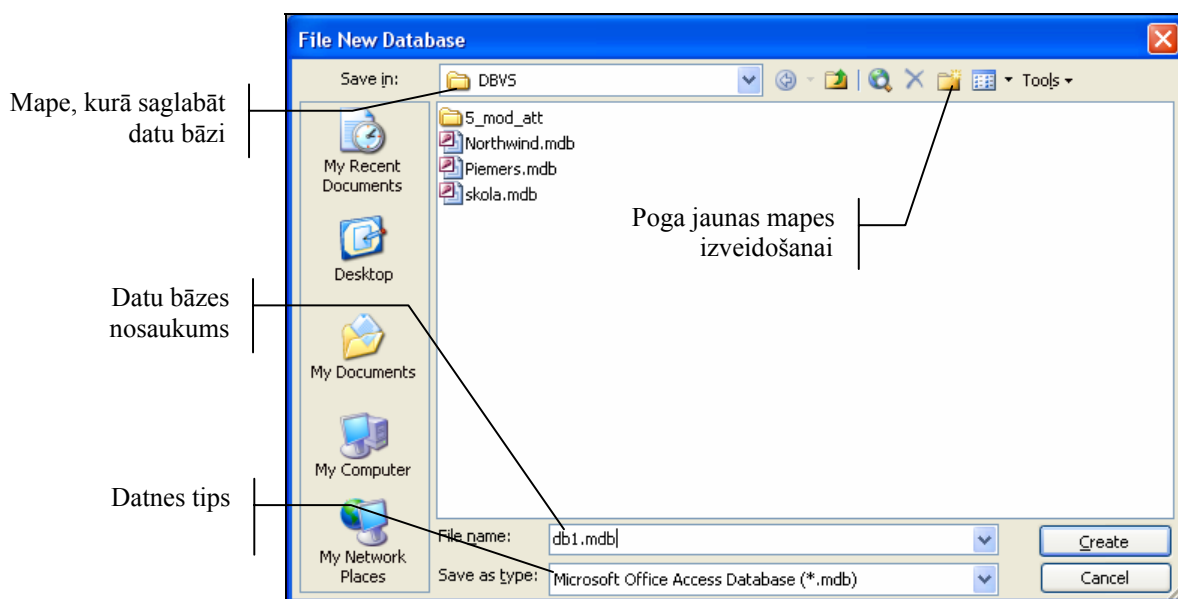 File New Database
Save in:
DBVS
Tools
Mape, kurā saglabāt
datu bāzi
My Recent
Documents
5_mod_att
Northwind.mdb
Piemers.mdb
skola.mdb
Poga jaunas mapes
izveidošanai
Desktop
Datu bāzes
nosaukums
My Documents
My Computer
Datnes tips
My Network
Places
File name:
db1.mdb
Create
Save as type:
Microsoft Office Access Database (*.mdb)
Cancel